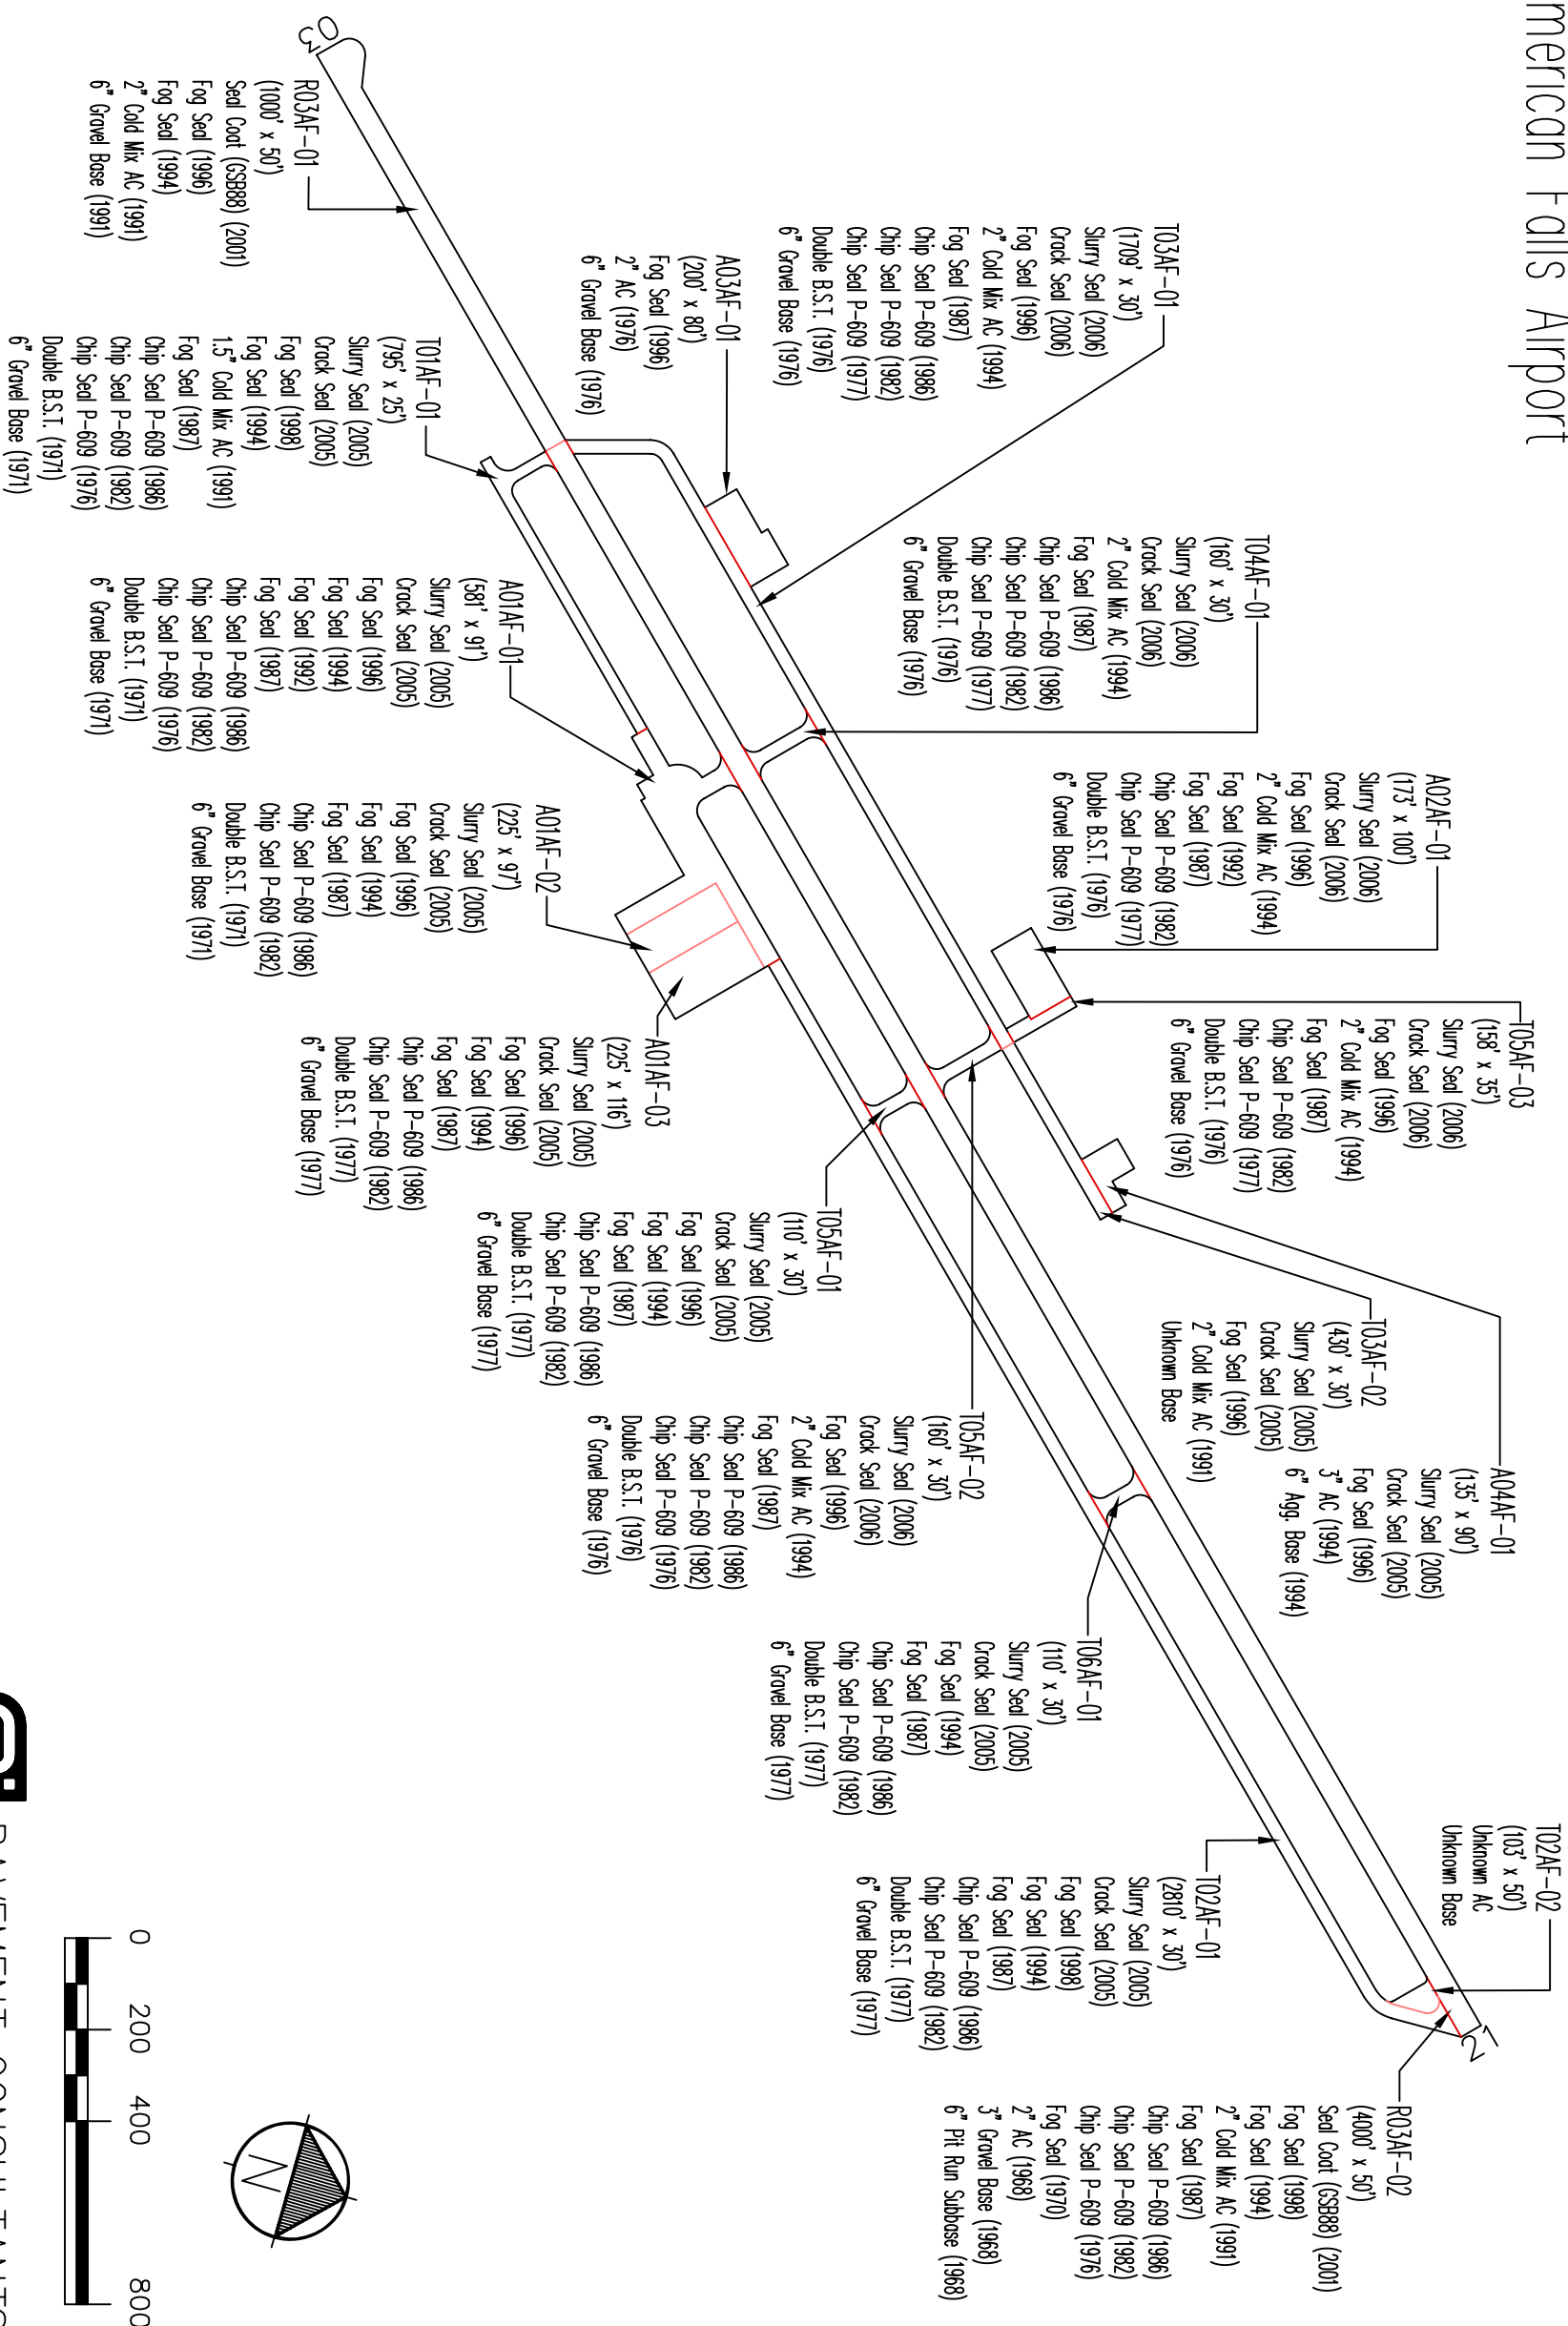 merican Falls Airport
T02AF-02
(103' x 50')
Unknown AC
Unknown Base
R03AF-02
(4000' x 50')
Seal Coat (GSB88) (2001)
Fog Seal (1998)
Fog Seal (1994)
2" Cold Mix AC (1991)
Fog Seal (1987)
Chip Seal P-609 (1986)
Chip Seal P-609 (1982)
Chip Seal P-609 (1976)
Fog Seal (1970)
2" AC (1968)
3" Gravel Base (1968)
6" Pit Run Subbase (1968)
T05AF-03
(158' x 35')
Slurry Seal (2006)
Crack Seal (2006)
Fog Seal (1996)
2" Cold Mix AC (1994)
Fog Seal (1987)
Chip Seal P-609 (1982)
Chip Seal P-609 (1977)
Double B.S.T. (1976)
6" Gravel Base (1976)
A04AF-01
(135' x 90')
Slurry Seal (2005)
Crack Seal (2005)
Fog Seal (1996)
3" AC (1994)
6" Agg. Base (1994)
A02AF-01
(173' x 100')
Slurry Seal (2006)
Crack Seal (2006)
Fog Seal (1996)
2" Cold Mix AC (1994)
Fog Seal (1992)
Fog Seal (1987)
Chip Seal P-609 (1982)
Chip Seal P-609 (1977)
Double B.S.T. (1976)
6" Gravel Base (1976)
T03AF-02
(430' x 30')
Slurry Seal (2005)
Crack Seal (2005)
Fog Seal (1996)
2" Cold Mix AC (1991)
Unknown Base
T04AF-01
(160' x 30')
Slurry Seal (2006)
Crack Seal (2006)
2" Cold Mix AC (1994)
Fog Seal (1987)
Chip Seal P-609 (1986)
Chip Seal P-609 (1982)
Chip Seal P-609 (1977)
Double B.S.T. (1976)
6" Gravel Base (1976)
T03AF-01
(1709' x 30')
Slurry Seal (2006)
Crack Seal (2006)
Fog Seal (1996)
2" Cold Mix AC (1994)
Fog Seal (1987)
Chip Seal P-609 (1986)
Chip Seal P-609 (1982)
Chip Seal P-609 (1977)
Double B.S.T. (1976)
6" Gravel Base (1976)
A03AF-01
(200' x 80')
Fog Seal (1996)
2" AC (1976)
6" Gravel Base (1976)
03
21
R03AF-01
(1000' x 50')
Seal Coat (GSB88) (2001)
Fog Seal (1996)
Fog Seal (1994)
2" Cold Mix AC (1991)
6" Gravel Base (1991)
T01AF-01
(795' x 25')
Slurry Seal (2005)
Crack Seal (2005)
Fog Seal (1998)
Fog Seal (1994)
1.5" Cold Mix AC (1991)
Fog Seal (1987)
Chip Seal P-609 (1986)
Chip Seal P-609 (1982)
Chip Seal P-609 (1976)
Double B.S.T. (1971)
6" Gravel Base (1971)
A01AF-01
(581' x 91')
Slurry Seal (2005)
Crack Seal (2005)
Fog Seal (1996)
Fog Seal (1994)
Fog Seal (1992)
Fog Seal (1987)
Chip Seal P-609 (1986)
Chip Seal P-609 (1982)
Chip Seal P-609 (1976)
Double B.S.T. (1971)
6" Gravel Base (1971)
A01AF-02
(225' x 97')
Slurry Seal (2005)
Crack Seal (2005)
Fog Seal (1996)
Fog Seal (1994)
Fog Seal (1987)
Chip Seal P-609 (1986)
Chip Seal P-609 (1982)
Double B.S.T. (1971)
6" Gravel Base (1971)
A01AF-03
(225' x 116')
Slurry Seal (2005)
Crack Seal (2005)
Fog Seal (1996)
Fog Seal (1994)
Fog Seal (1987)
Chip Seal P-609 (1986)
Chip Seal P-609 (1982)
Double B.S.T. (1977)
6" Gravel Base (1977)
T05AF-01
(110' x 30')
Slurry Seal (2005)
Crack Seal (2005)
Fog Seal (1996)
Fog Seal (1994)
Fog Seal (1987)
Chip Seal P-609 (1986)
Chip Seal P-609 (1982)
Double B.S.T. (1977)
6" Gravel Base (1977)
T05AF-02
(160' x 30')
Slurry Seal (2006)
Crack Seal (2006)
Fog Seal (1996)
2" Cold Mix AC (1994)
Fog Seal (1987)
Chip Seal P-609 (1986)
Chip Seal P-609 (1982)
Chip Seal P-609 (1976)
Double B.S.T. (1976)
6" Gravel Base (1976)
T06AF-01
(110' x 30')
Slurry Seal (2005)
Crack Seal (2005)
Fog Seal (1994)
Fog Seal (1987)
Chip Seal P-609 (1986)
Chip Seal P-609 (1982)
Double B.S.T. (1977)
6" Gravel Base (1977)
T02AF-01
(2810' x 30')
Slurry Seal (2005)
Crack Seal (2005)
Fog Seal (1998)
Fog Seal (1994)
Fog Seal (1987)
Chip Seal P-609 (1986)
Chip Seal P-609 (1982)
Double B.S.T. (1977)
6" Gravel Base (1977)
N
0 200 400 800